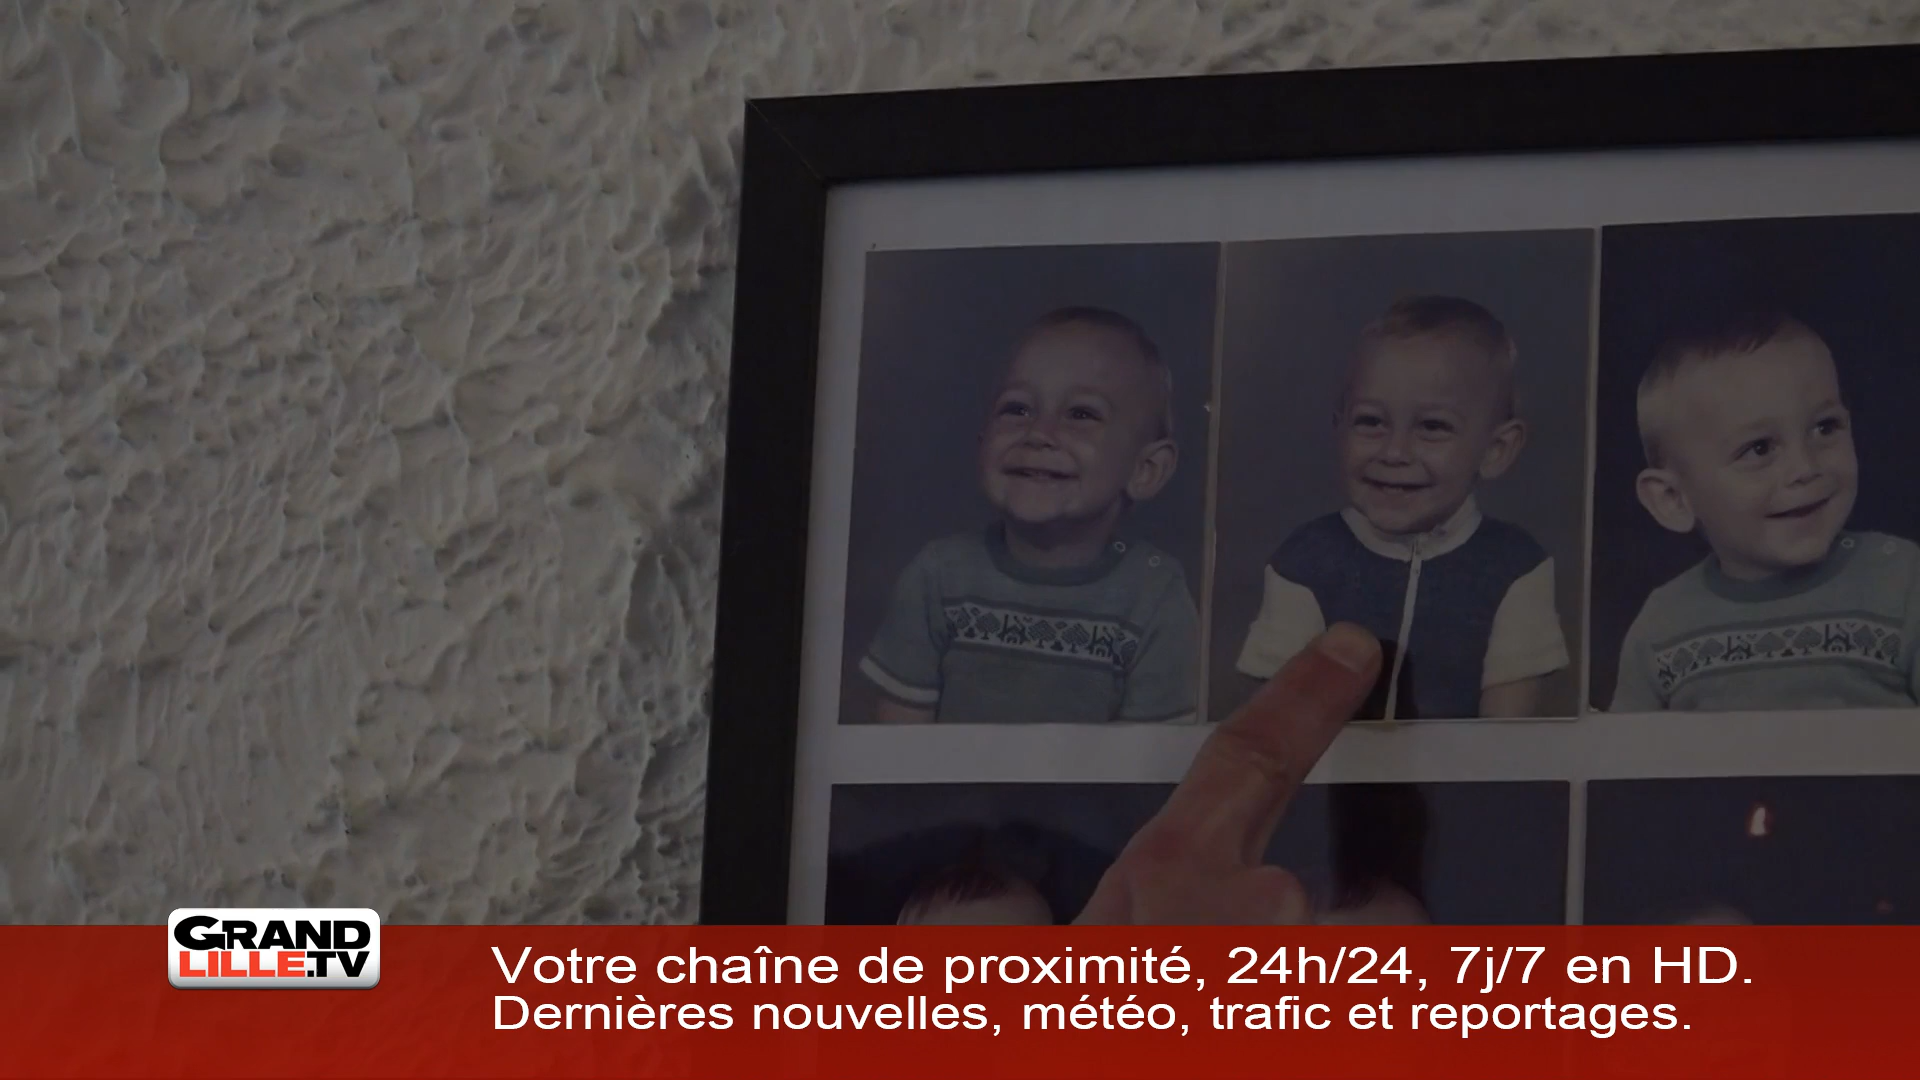 GRAND
LILLE.TV
Votre chaîne de proximité, 24h/24, 7j/7 en HD.
Dernières nouvelles, météo, trafic et reportages.